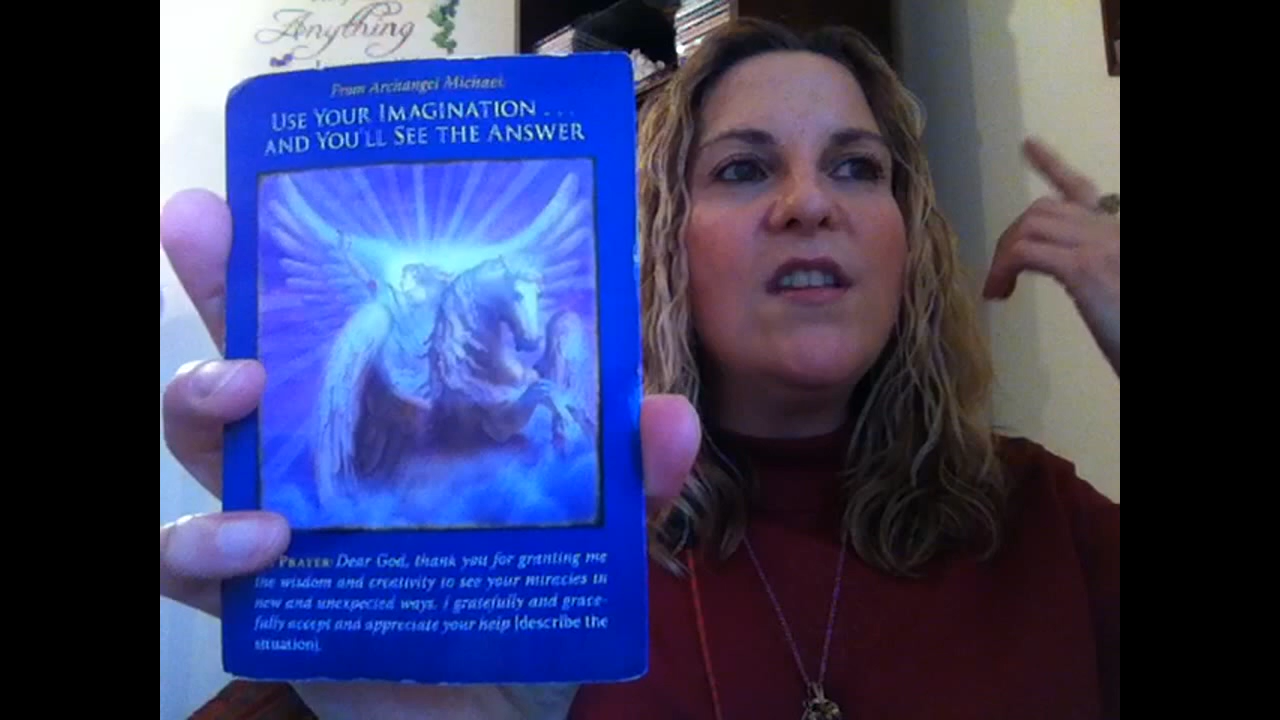 Anything
From Archangel Michael
USE YOUR IMAGINATION . . .
AND YOU'LL SEE THE ANSWER
PRAYER: Dear God, thank you for granting me
the wisdom and creativity to see your miracles in
new and unexpected ways. I gratefully and grace-
fully accept and appreciate your help [describe the
situation].